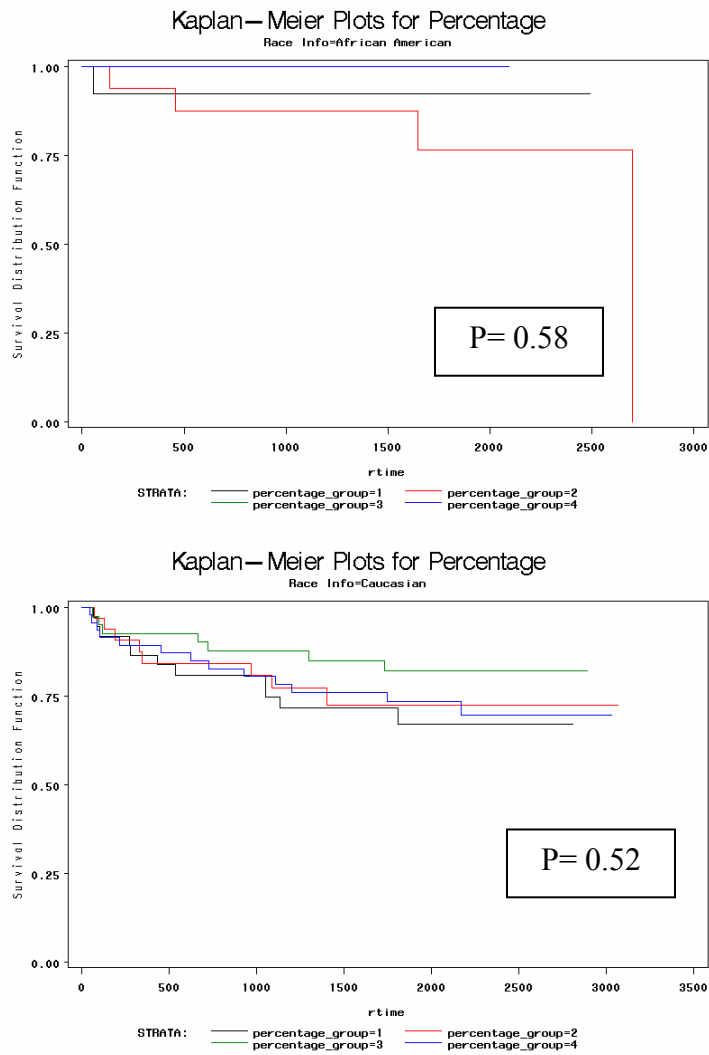 Kaplan—Meier Plots for Percentage
Race Info=African American
1.00
0.75
0.50
0.25
0.00
Survival Distribution Function
P= 0.58
0 500 1000 1500 2000 2500 3000
rtime
STRATA: percentage_group=1 percentage_group=2
percentage_group=3 percentage_group=4
Kaplan—Meier Plots for Percentage
Race Info=Caucasian
1.00
0.75
0.50
0.25
0.00
Survival Distribution Function
P= 0.52
0 500 1000 1500 2000 2500 3000 3500
rtime
STRATA: percentage_group=1 percentage_group=2
percentage_group=3 percentage_group=4